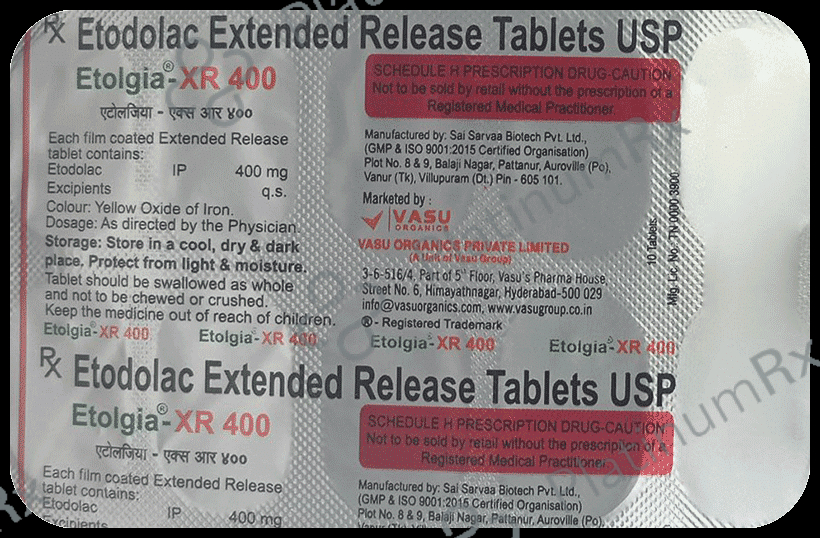 Rx Etodolac Extended Release Tablets USP
Etolgia®-XR 400
एटोलजिया - एक्स आर ४००
Each film coated Extended Release
tablet contains:
Etodolac IP 400 mg
Excipients q.s.
Colour: Yellow Oxide of Iron.
Dosage: As directed by the Physician.
Storage: Store in a cool, dry & dark
place. Protect from light & moisture.
Tablet should be swallowed as whole
and not to be chewed or crushed.
Keep the medicine out of reach of children.
SCHEDULE H PRESCRIPTION DRUG-CAUTION
Not to be sold by retail without the prescription of a
Registered Medical Practitioner.
Manufactured by: Sai Sarvaa Biotech Pvt. Ltd.,
(GMP & ISO 9001:2015 Certified Organisation)
Plot No. 8 & 9, Balaji Nagar, Pattanur, Auroville (Po),
Vanur (Tk), Villupuram (Dt.) Pin - 605 101.
Marketed by :
VASU
ORGANICS
VASU ORGANICS PRIVATE LIMITED
(A Unit of Vasu Group)
3-6-516/4, Part of 5th Floor, Vasu's Pharma House,
Street No. 6, Himayathnagar, Hyderabad-500 029
info@vasuorganics.com, www.vasugroup.co.in
® - Registered Trademark
10 Tablets
Mfg. Lic. No.: TN 0000 3900
Etolgia®-XR 400 Etolgia®-XR 400 Etolgia®-XR 400 Etolgia®-XR 400
Rx Etodolac Extended Release Tablets USP
Etolgia®-XR 400
एटोलजिया - एक्स आर ४००
Each film coated Extended Release
tablet contains:
Etodolac IP 400 mg
Excipients
SCHEDULE H PRESCRIPTION DRUG-CAUTION
Not to be sold by retail without the prescription of a
Registered Medical Practitioner.
Manufactured by: Sai Sarvaa Biotech Pvt. Ltd.,
(GMP & ISO 9001:2015 Certified Organisation)
Plot No. 8 & 9, Balaji Nagar, Pattanur, Auroville (Po),
PlatinumRx
PlatinumRx